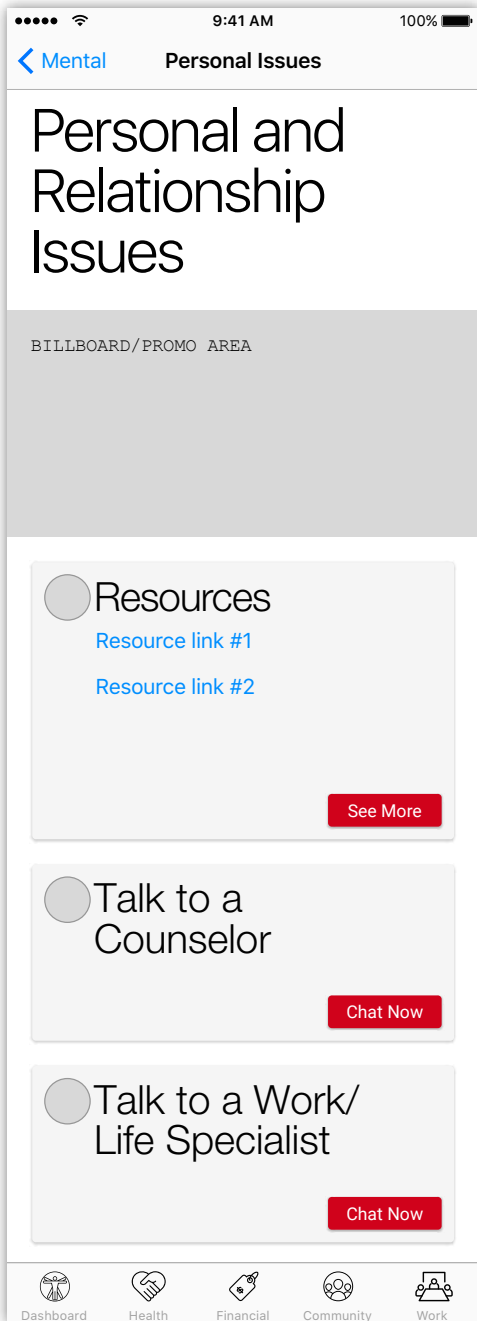 9:41 AM 100%
Mental Personal Issues
Personal and
Relationship
Issues
BILLBOARD/PROMO AREA
Resources
Resource link #1
Resource link #2
See More
Talk to a
Counselor
Chat Now
Talk to a Work/
Life Specialist
Chat Now
Dashboard Health Financial Community Work